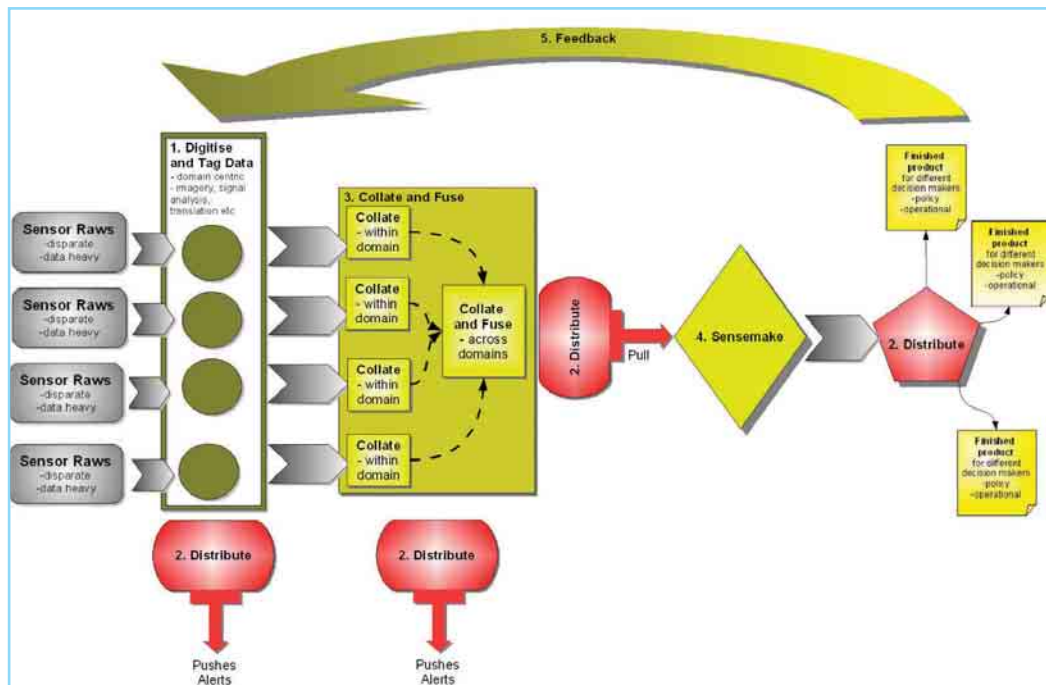 5. Feedback
1. Digitise
and Tag Data
- domain centric
- imagery, signal
analysis,
translation etc
Sensor Raws
-disparate
-data heavy
Sensor Raws
-disparate
-data heavy
Sensor Raws
-disparate
-data heavy
Sensor Raws
-disparate
-data heavy
3. Collate and Fuse
Collate
- within
domain
Collate
- within
domain
Collate
- within
domain
Collate
- within
domain
Collate
and Fuse
- across
domains
2. Distribute
Pull
4. Sensemake
2. Distribute
Finished
product
for different
decision makers
-policy
-operational
Finished
product
for different
decision makers
-policy
-operational
Finished
product
for different
decision makers
-policy
-operational
2. Distribute
Pushes
Alerts
2. Distribute
Pushes
Alerts